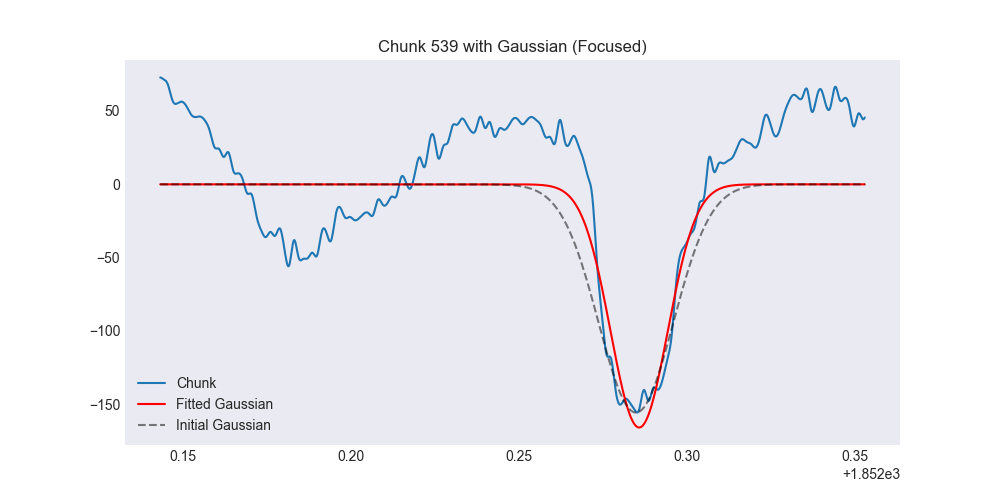 Chunk 539 with Gaussian (Focused)
50
0
−50
−100
−150
Chunk
Fitted Gaussian
Initial Gaussian
0.15 0.20 0.25 0.30 0.35
+1.852e3